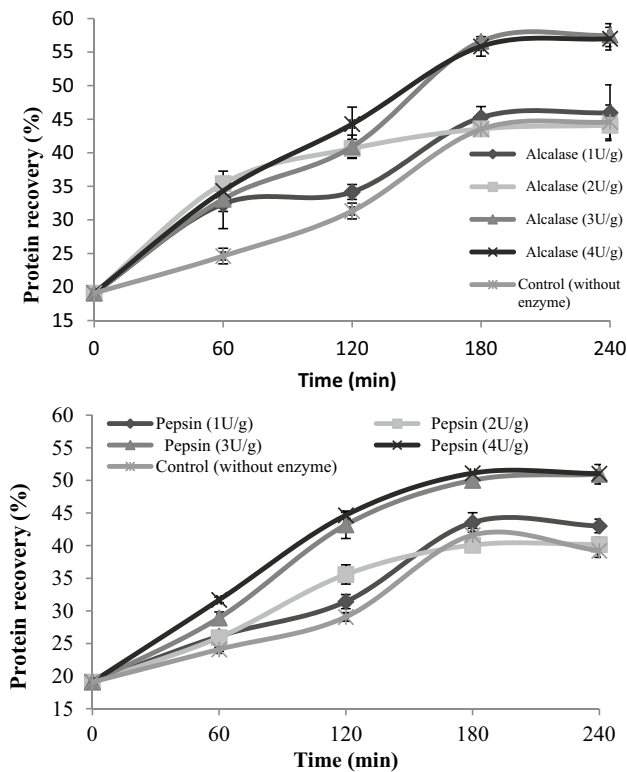 60
55
50
45
40
35
30
25
20
15
Protein recovery (%)
Alcalase (1U/g)
Alcalase (2U/g)
Alcalase (3U/g)
Alcalase (4U/g)
Control (without
enzyme)
0 60 120 180 240
Time (min)
Pepsin (1U/g) Pepsin (2U/g)
Pepsin (3U/g) Pepsin (4U/g)
Control (without enzyme)
60
55
50
45
40
35
30
25
20
15
Protein recovery (%)
0 60 120 180 240
Time (min)